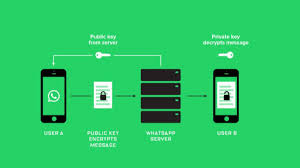 Public key
from server
Private key
decrypts message
USER A
PUBLIC KEY
ENCRYPTS
MESSAGE
WHATSAPP
SERVER
USER B